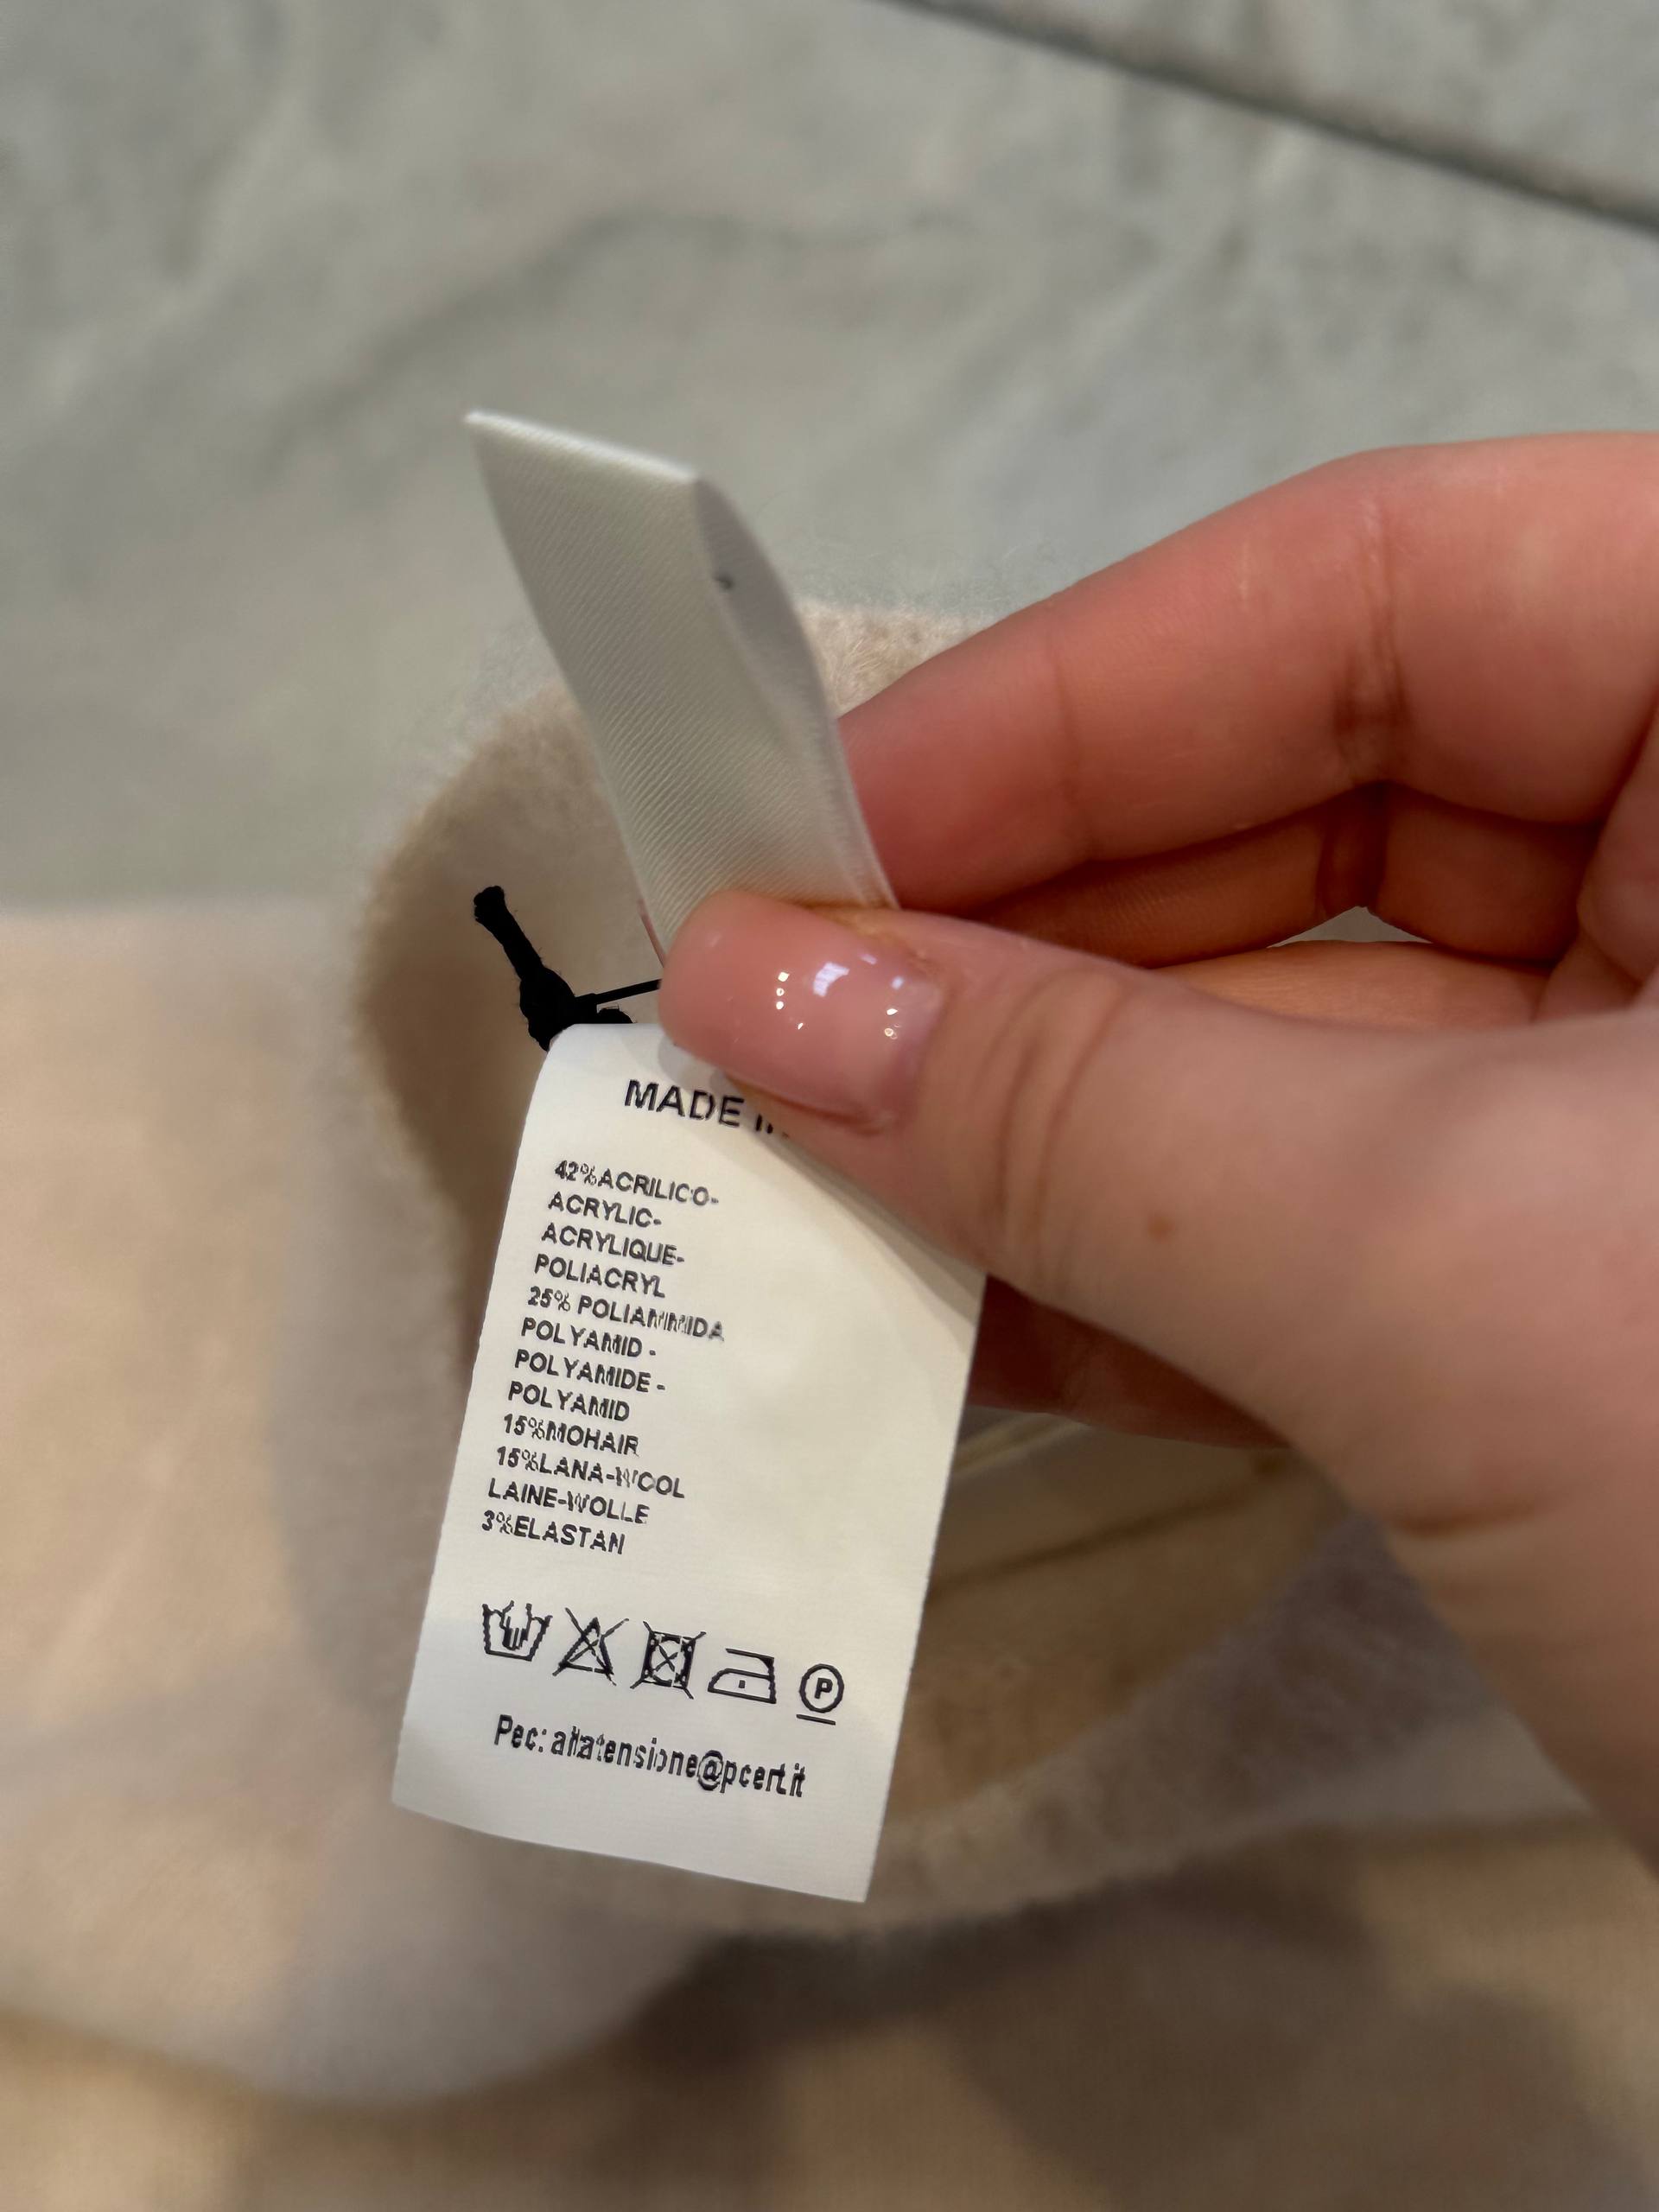 MADE
42%ACRILICO-
ACRYLIC-
ACRYLIQUE-
POLIACRYL
25% POLIAMMIDA
POLYAMID -
POLYAMIDE -
POLYAMID
15%MOHAIR
15%LANA-WOOL
LAINE-WOLLE
3%ELASTAN
P
Pec: altatensione@pcert.it